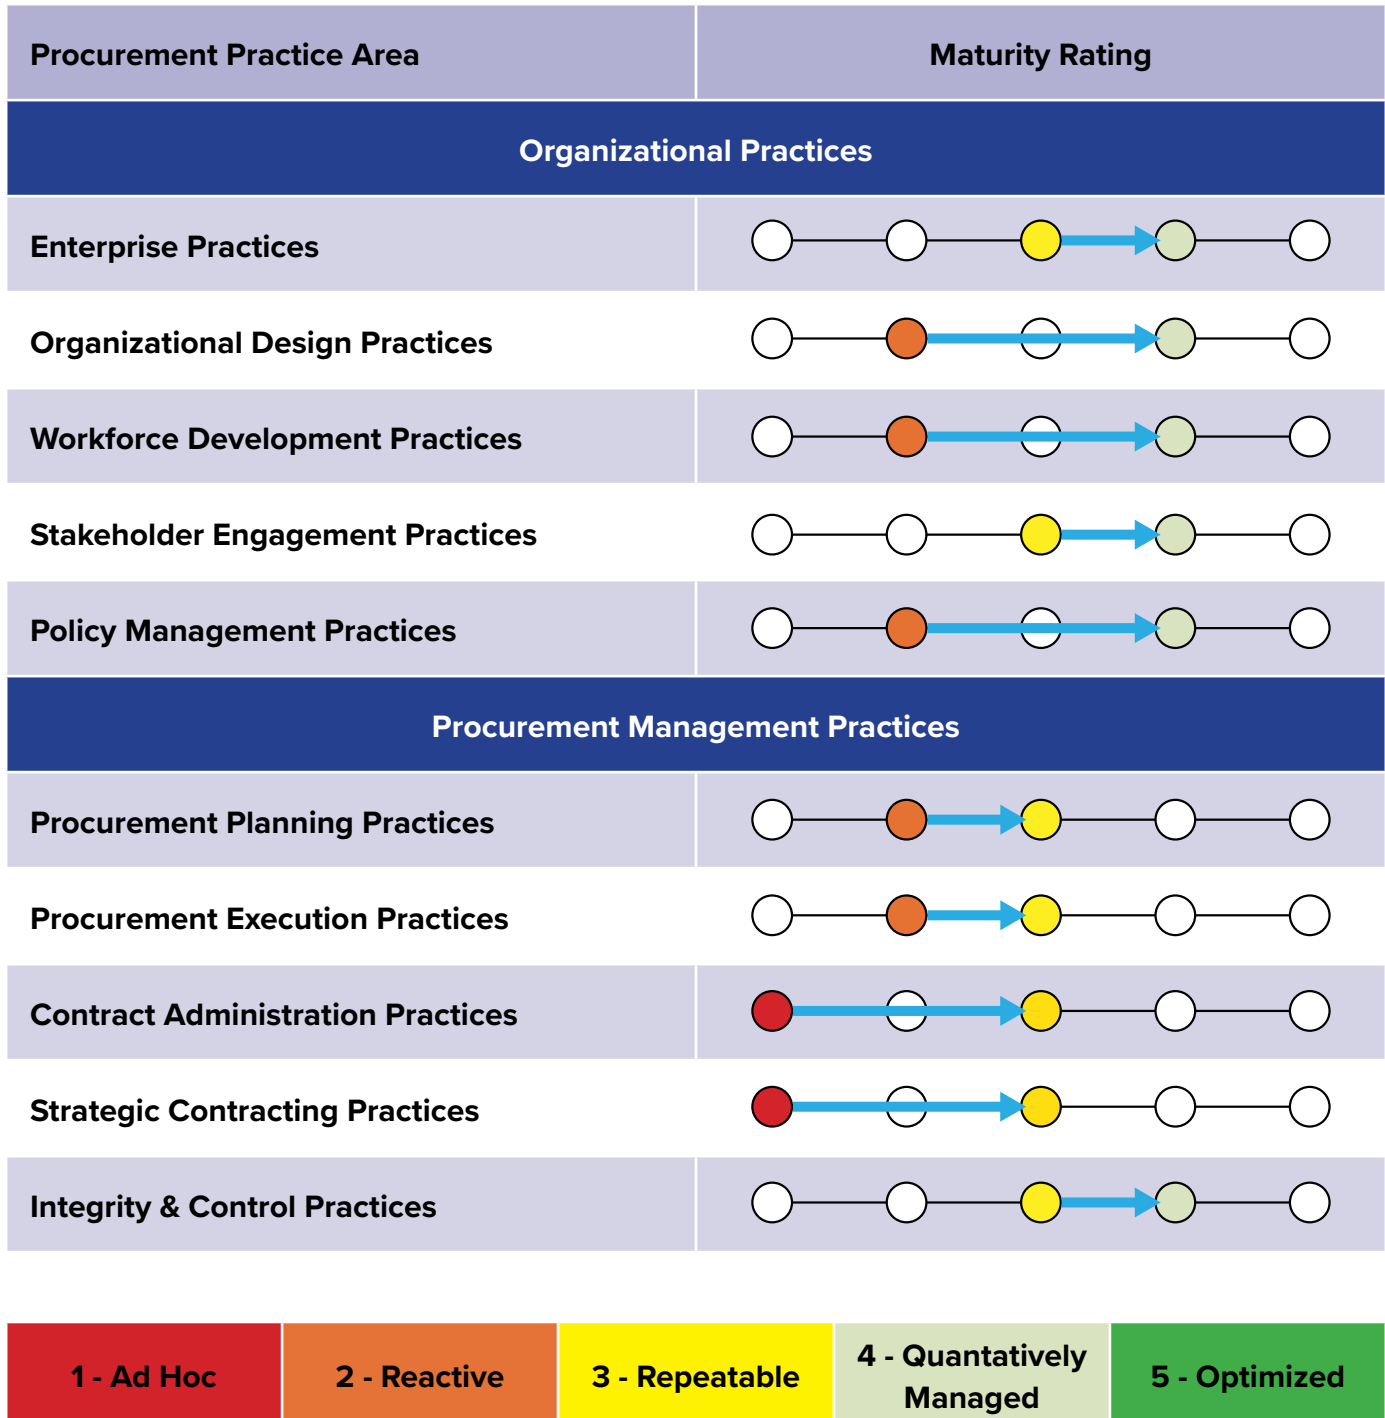 Procurement Practice Area
Maturity Rating
Organizational Practices
Enterprise Practices
Organizational Design Practices
Workforce Development Practices
Stakeholder Engagement Practices
Policy Management Practices
Procurement Management Practices
Procurement Planning Practices
Procurement Execution Practices
Contract Administration Practices
Strategic Contracting Practices
Integrity & Control Practices
1 - Ad Hoc
2 - Reactive
3 - Repeatable
4 - Quantatively
Managed
5 - Optimized